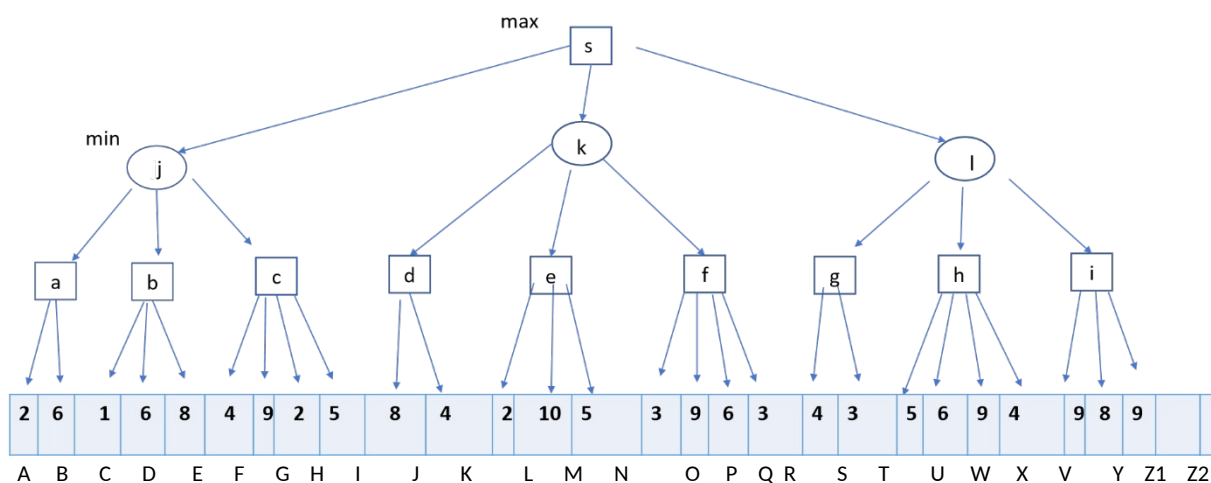 max
s
min
j
k
l
a
b
c
d
e
f
g
h
i
2 6 1 6 8 4 9 2 5 8 4 2 10 5 3 9 6 3 4 3 5 6 9 4 9 8 9
A B C D E F G H I J K L M N O P Q R S T U W X V Y Z1 Z2